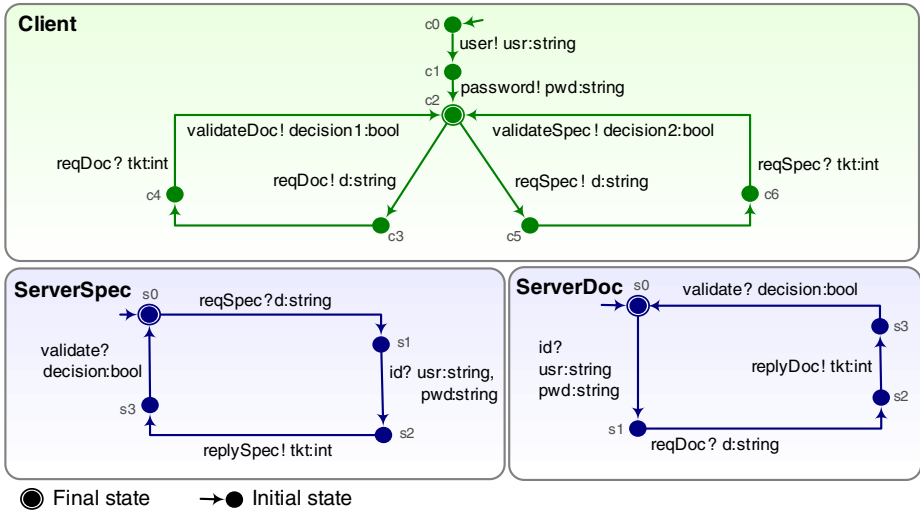 Client
c0
user! usr:string
c1
password! pwd:string
c2
validateDoc! decision1:bool
validateSpec! decision2:bool
reqDoc? tkt:int
reqDoc! d:string
reqSpec! d:string
reqSpec? tkt:int
c4
c6
c3
c5
ServerSpec
s0
reqSpec?d:string
s1
validate?
decision:bool
id? usr:string,
pwd:string
s3
s2
replySpec! tkt:int
ServerDoc
s0
validate? decision:bool
s3
id?
usr:string
pwd:string
replyDoc! tkt:int
s2
s1
reqDoc? d:string
Final state
Initial state